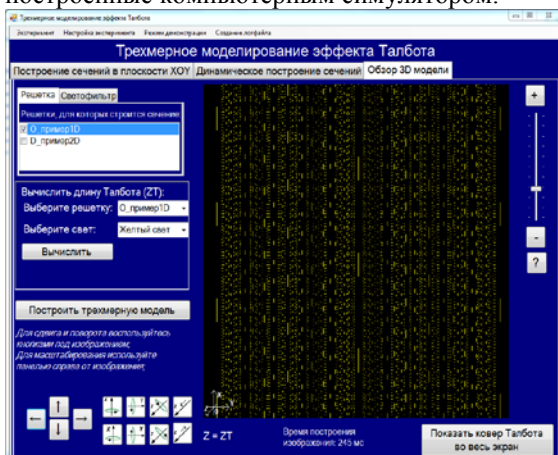 построенные компьютерным симулятором.
Трехмерное моделирование эффекта Талбота
Эксперимент Настройка эксперимента Режим демонстрации Создание логфайла
Трехмерное моделирование эффекта Талбота
Построение сечений в плоскости XOY Динамическое построение сечений Обзор 3D модели
Решетка Светофильтр
Решетки, для которых строится сечение
О_пример1D
D_пример2D
Вычислить длину Талбота (ZT):
Выберите решетку: О_пример1D
Выберите свет: Желтый свет
Вычислить
Построить трехмерную модель
Для сдвига и поворота воспользуйтесь
кнопками под изображением;
Для масштабирования используйте
панелью справа от изображения;
+
-
?
Z = ZT
Время построения
изображения: 245 мс
Показать ковер Талбота
во весь экран